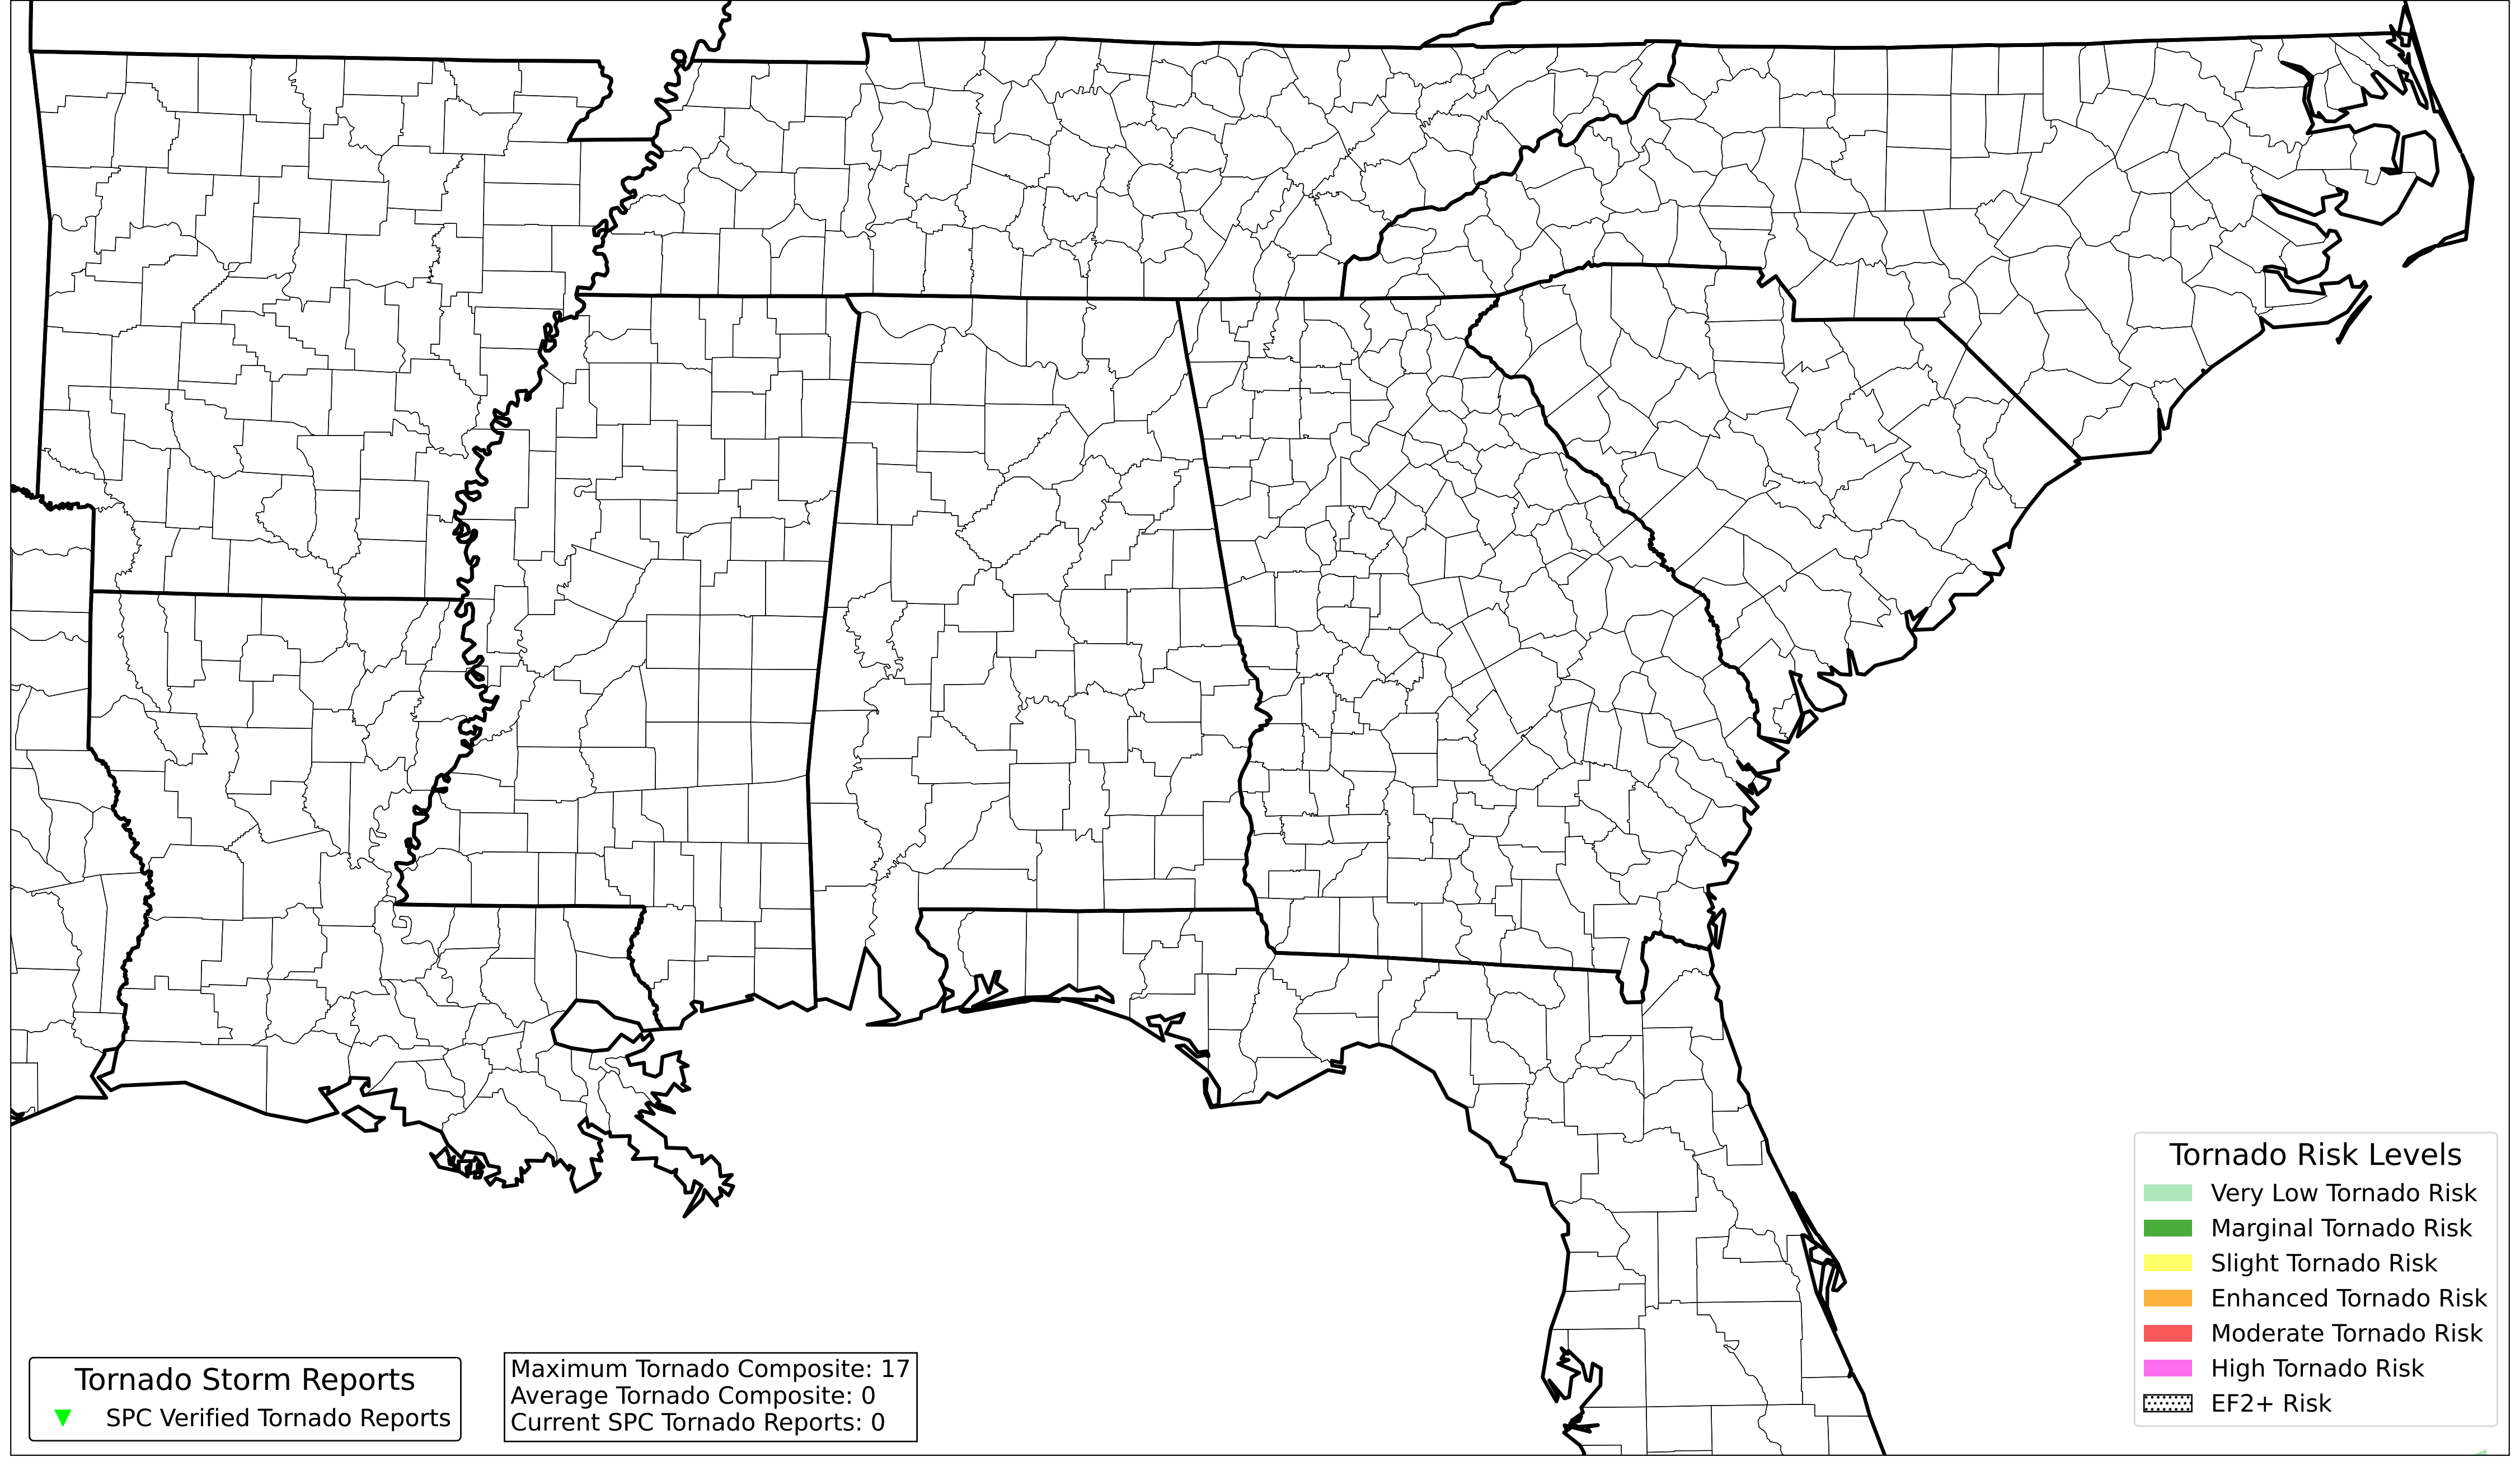 Tornado Risk Levels
Very Low Tornado Risk
Marginal Tornado Risk
Slight Tornado Risk
Enhanced Tornado Risk
Moderate Tornado Risk
High Tornado Risk
EF2+ Risk
Tornado Storm Reports
SPC Verified Tornado Reports
Maximum Tornado Composite: 17
Average Tornado Composite: 0
Current SPC Tornado Reports: 0